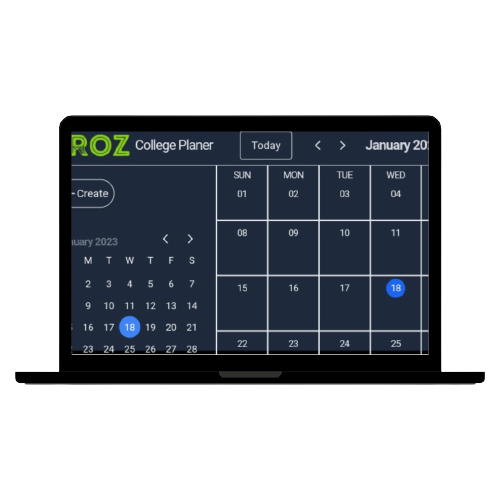 ROZ College Planer Today January 20
SUN MON TUE WED
01 02 03 04
Create
08 09 10 11
uary 2023
M T W T F S
2 3 4 5 6 7
15 16 17 18
9 10 11 12 13 14
16 17 18 19 20 21
22 23 24 25
23 24 25 26 27 28